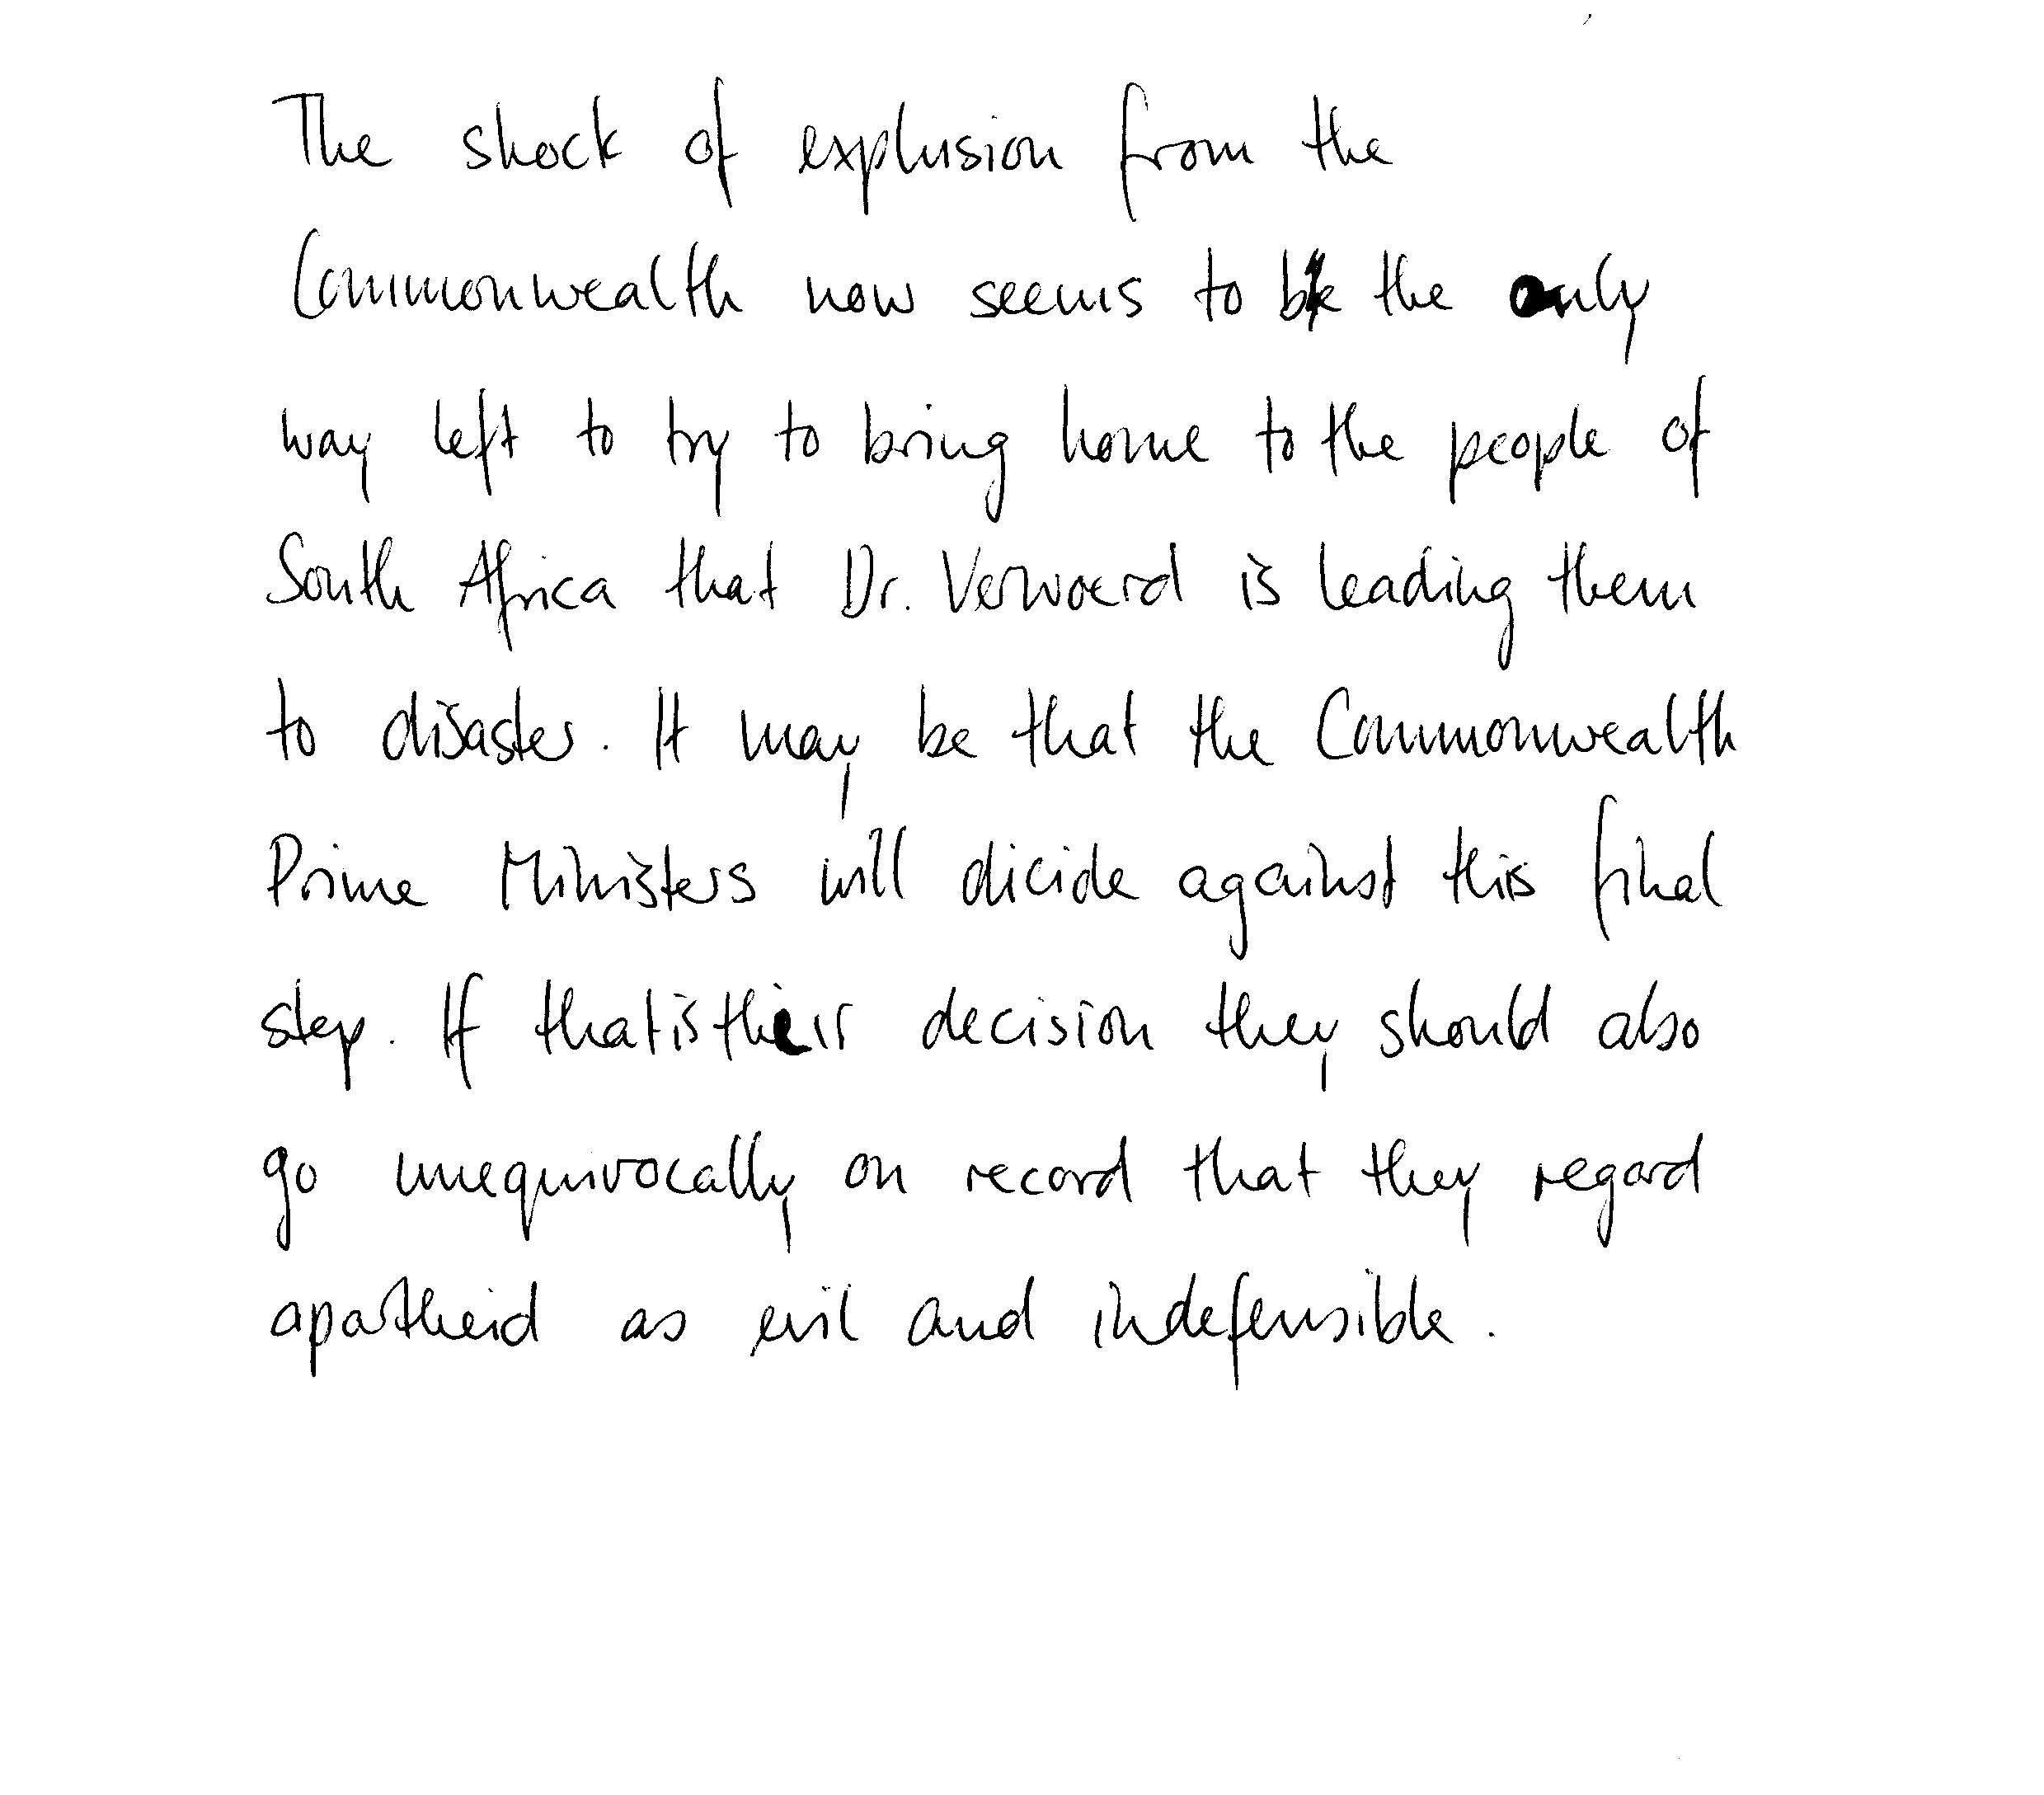 The shock of explusion from the
Commonwealth now seems to be the only
way left to try to bring home to the people of
South Africa that Dr. Verwoerd is leading them
to disaster. It may be that the Commonwealth
Prime Ministers will dicide against this final
step. If that is their decision they should also
go unequivocally on record that they regard
apartheid as evil and indefensible.